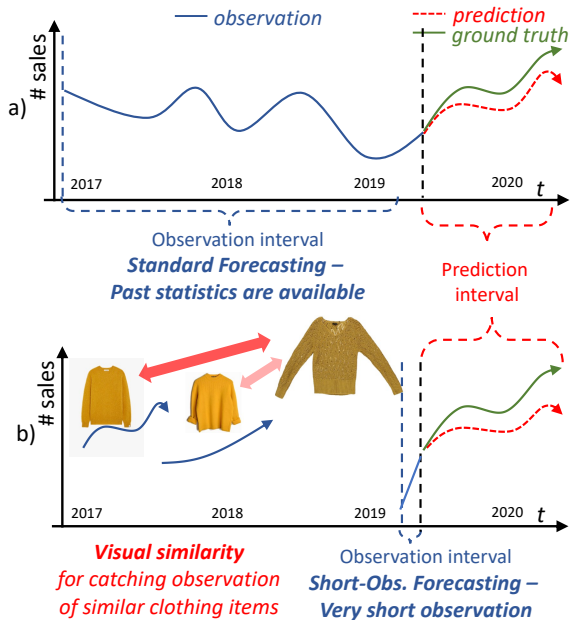 observation
prediction
ground truth
# sales
a)
2017
2018
2019
2020
t
Observation interval
Standard Forecasting –
Past statistics are available
Prediction
interval
# sales
b)
2017
2018
2019
2020
t
Visual similarity
for catching observation
of similar clothing items
Observation interval
Short-Obs. Forecasting –
Very short observation